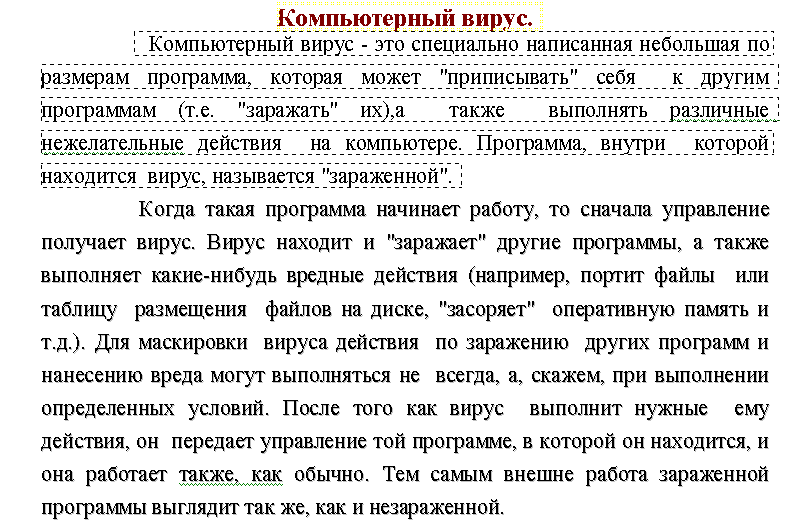 Компьютерный вирус.
Компьютерный вирус - это специально написанная небольшая по
размерам программа, которая может "приписывать" себя к другим
программам (т.е. "заражать" их),а также выполнять различные
нежелательные действия на компьютере. Программа, внутри которой
находится вирус, называется "зараженной".
Когда такая программа начинает работу, то сначала управление
получает вирус. Вирус находит и "заражает" другие программы, а также
выполняет какие-нибудь вредные действия (например, портит файлы или
таблицу размещения файлов на диске, "засоряет" оперативную память и
т.д.). Для маскировки вируса действия по заражению других программ и
нанесению вреда могут выполняться не всегда, а, скажем, при выполнении
определенных условий. После того как вирус выполнит нужные ему
действия, он передает управление той программе, в которой он находится, и
она работает также, как обычно. Тем самым внешне работа зараженной
программы выглядит так же, как и незараженной.